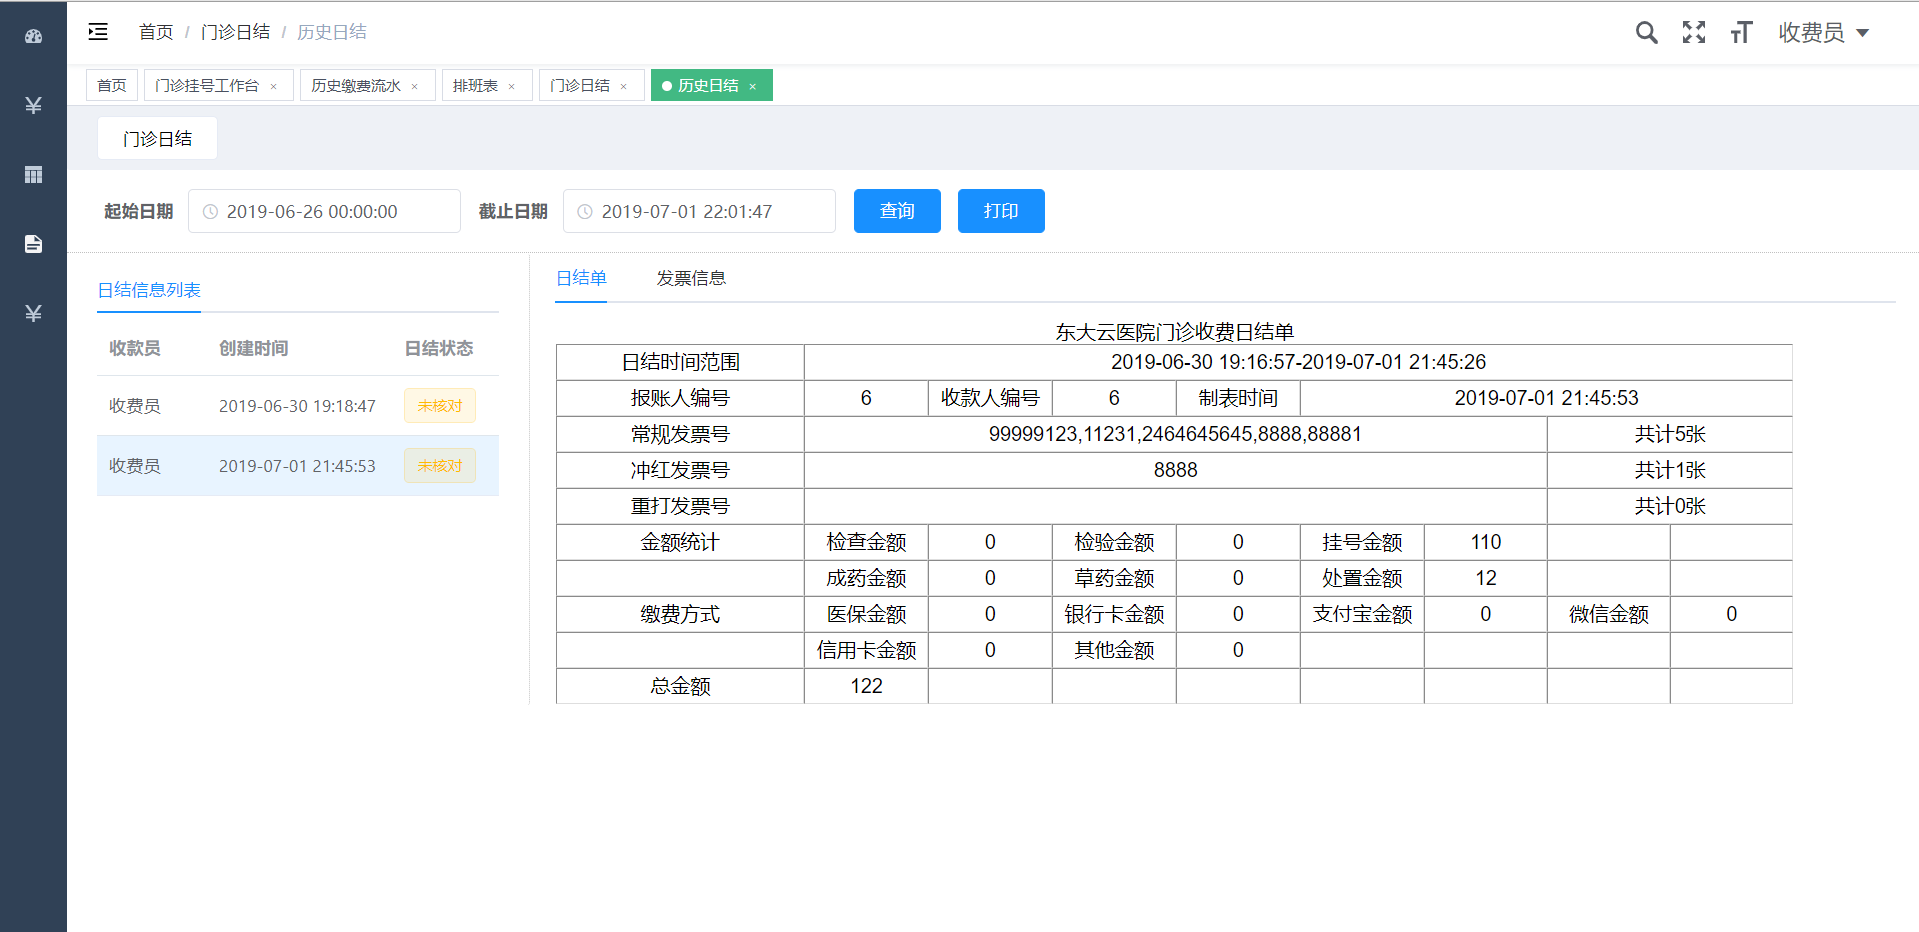 首页 / 门诊日结 / 历史日结
收费员
首页 门诊挂号工作台 × 历史缴费流水 × 排班表 × 门诊日结 × 历史日结 ×
门诊日结
起始日期 2019-06-26 00:00:00 截止日期 2019-07-01 22:01:47 查询 打印
日结信息列表
收款员 创建时间 日结状态
收费员 2019-06-30 19:18:47 未核对
收费员 2019-07-01 21:45:53 未核对
日结单 发票信息
东大云医院门诊收费日结单
日结时间范围 2019-06-30 19:16:57-2019-07-01 21:45:26
报账人编号 6 收款人编号 6 制表时间 2019-07-01 21:45:53
常规发票号 99999123,11231,2464645645,8888,88881 共计5张
冲红发票号 8888 共计1张
重打发票号 共计0张
金额统计 检查金额 0 检验金额 0 挂号金额 110
成药金额 0 草药金额 0 处置金额 12
缴费方式 医保金额 0 银行卡金额 0 支付宝金额 0 微信金额 0
信用卡金额 0 其他金额 0
总金额 122